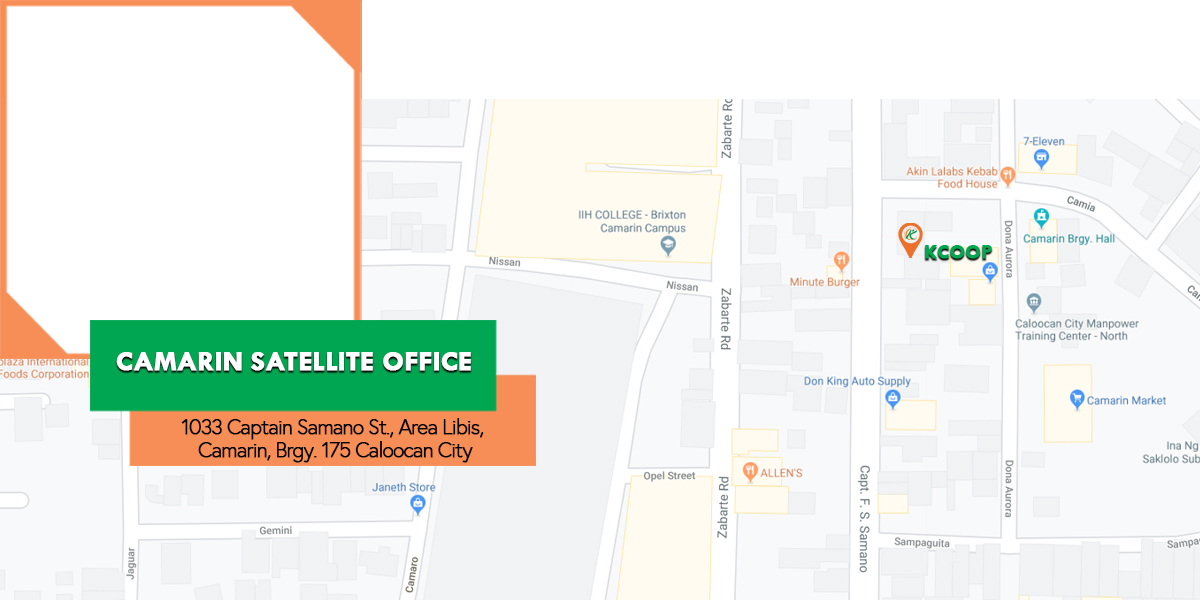 Zabarte Rd
7-Eleven
Akin Lalabs Kebab
Food House
Camia
IIH COLLEGE - Brixton
Camarin Campus
Dona Aurora
Camarin Brgy. Hall
KCOOP
Nissan
Nissan
Minute Burger
Zabarte Rd
Caloocan City Manpower
Training Center - North
plaza International
Foods Corporation
CAMARIN SATELLITE OFFICE
1033 Captain Samano St., Area Libis,
Camarin, Brgy. 175 Caloocan City
Don King Auto Supply
Camarin Market
Ina Ng
Saklolo Sub
Opel Street
ALLEN'S
Zabarte Rd
Capt. F. S. Samano
Dona Aurora
Janeth Store
Gemini
Jaguar
Camaro
Sampaguita